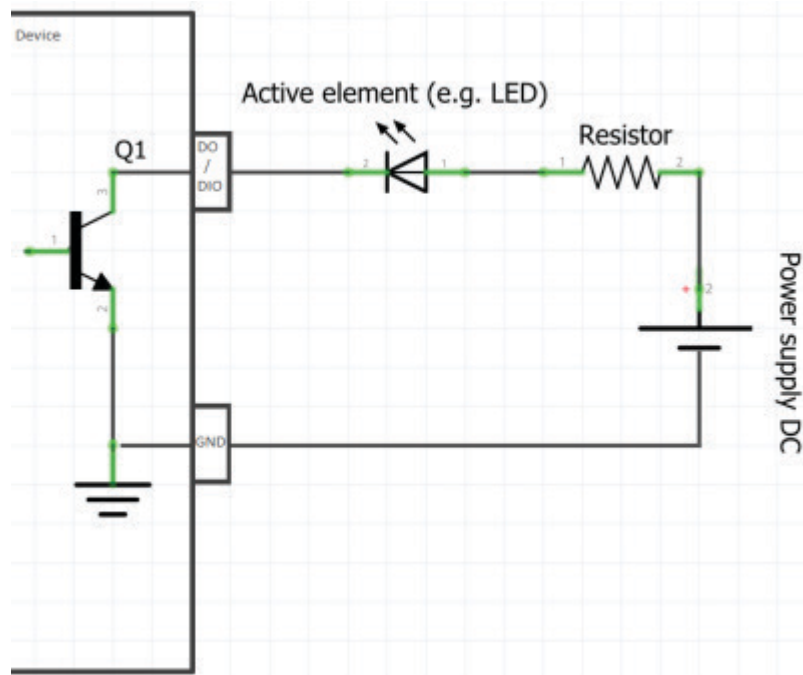 Device
Active element (e.g. LED)
Q1
DO
/
DIO
Resistor
3
2
1
1
2
1
2
+
2
Power supply DC
GND